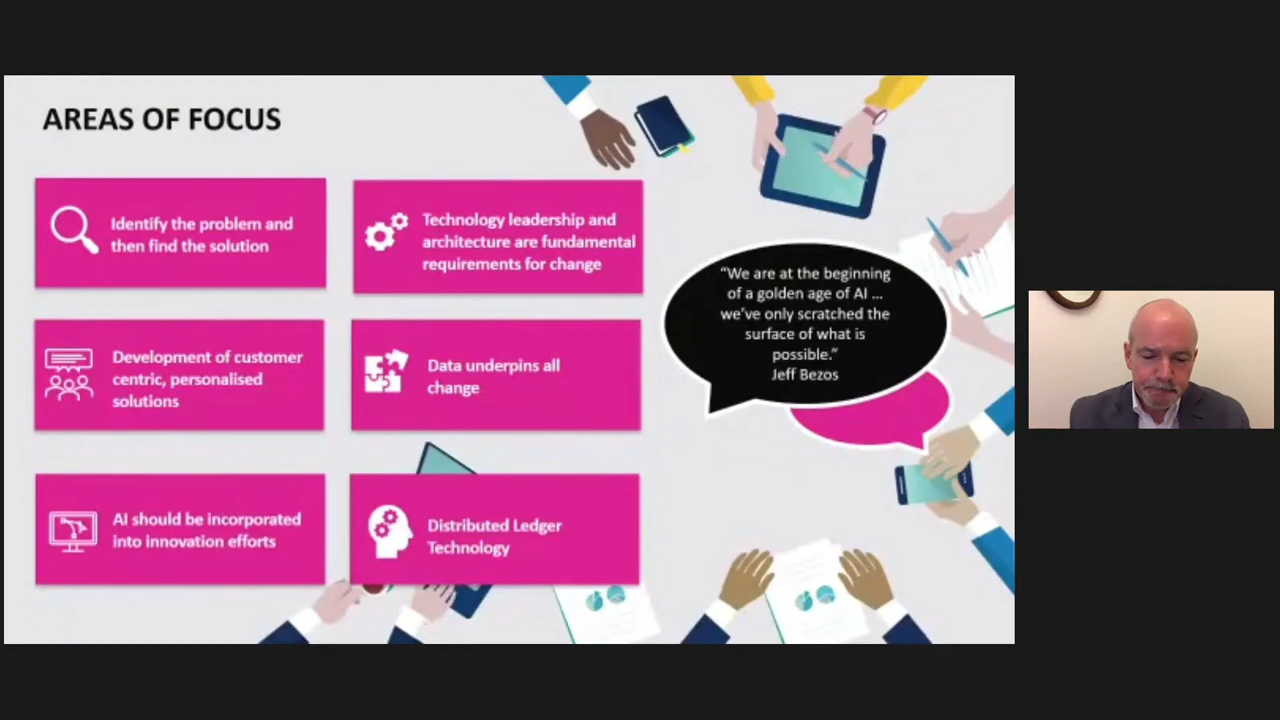 AREAS OF FOCUS
Identify the problem and
then find the solution
Technology leadership and
architecture are fundamental
requirements for change
Development of customer
centric, personalised
solutions
Data underpins all
change
AI should be incorporated
into innovation efforts
Distributed Ledger
Technology
“We are at the beginning
of a golden age of AI ...
we’ve only scratched the
surface of what is
possible.”
Jeff Bezos